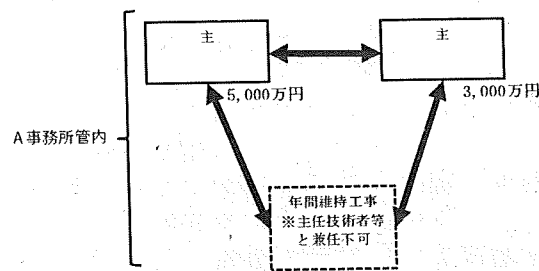 主
主
5,000万円
3,000万円
A事務所管内
年間維持工事
※主任技術者等
と兼任不可